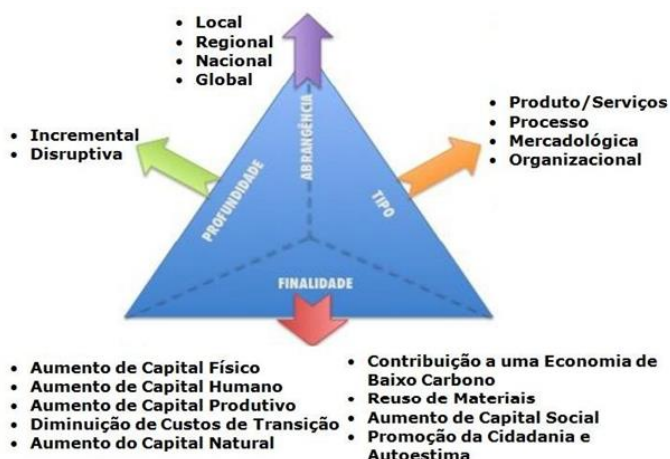 • Local
• Regional
• Nacional
• Global
• Incremental
• Disruptiva
• Produto/Serviços
• Processo
• Mercadológica
• Organizacional
PROFUNDIDADE
ABRANGÊNCIA
TIPO
FINALIDADE
• Aumento de Capital Físico
• Aumento de Capital Humano
• Aumento de Capital Produtivo
• Diminuição de Custos de Transição
• Aumento do Capital Natural
• Contribuição a uma Economia de
Baixo Carbono
• Reuso de Materiais
• Aumento de Capital Social
• Promoção da Cidadania e
Autoestima